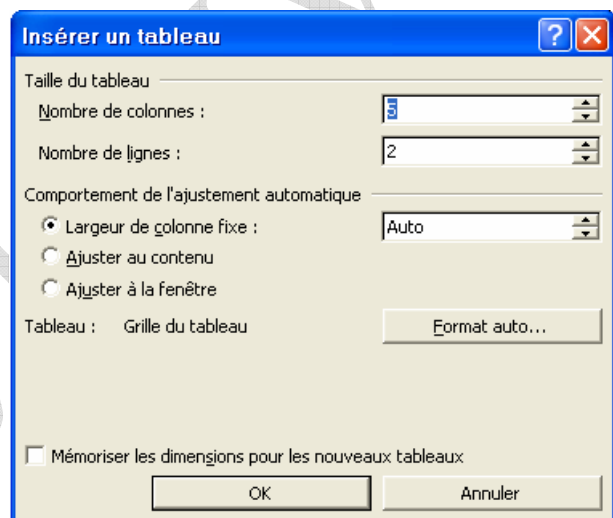 Insérer un tableau
Taille du tableau
Nombre de colonnes : 5
Nombre de lignes : 2
Comportement de l'ajustement automatique
Largeur de colonne fixe : Auto
Ajuster au contenu
Ajuster à la fenêtre
Tableau : Grille du tableau Format auto...
Mémoriser les dimensions pour les nouveaux tableaux
OK Annuler